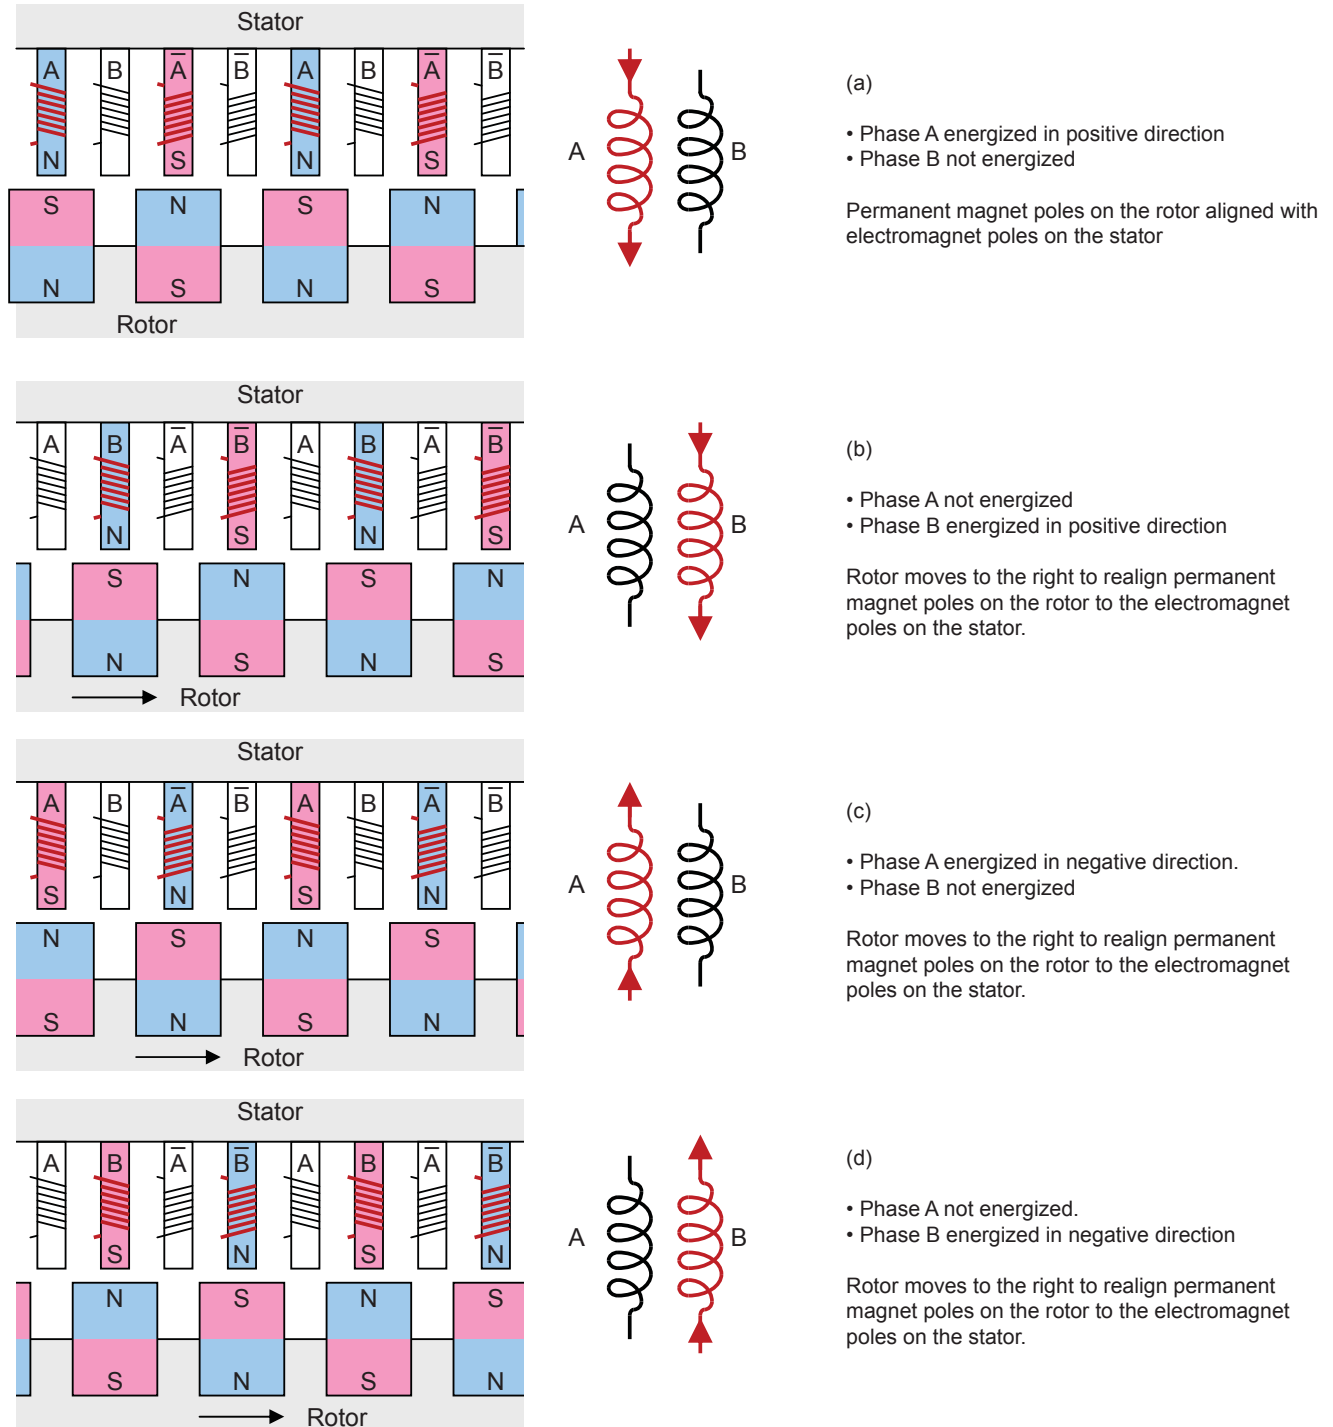 Stator
A B A̅ B̅ A B A̅ B̅
N S N S
S N S N
N S N S
Rotor
A B
(a)
• Phase A energized in positive direction
• Phase B not energized
Permanent magnet poles on the rotor aligned with
electromagnet poles on the stator
Stator
A B A̅ B̅ A B A̅ B̅
N S N S
S N S N
N S N S
Rotor
A B
(b)
• Phase A not energized
• Phase B energized in positive direction
Rotor moves to the right to realign permanent
magnet poles on the rotor to the electromagnet
poles on the stator.
Stator
A B A̅ B̅ A B A̅ B̅
S N S N
N S N S
S N S N
Rotor
A B
(c)
• Phase A energized in negative direction.
• Phase B not energized
Rotor moves to the right to realign permanent
magnet poles on the rotor to the electromagnet
poles on the stator.
Stator
A B A̅ B̅ A B A̅ B̅
S N S N
N S N S
S N S N
Rotor
A B
(d)
• Phase A not energized.
• Phase B energized in negative direction
Rotor moves to the right to realign permanent
magnet poles on the rotor to the electromagnet
poles on the stator.